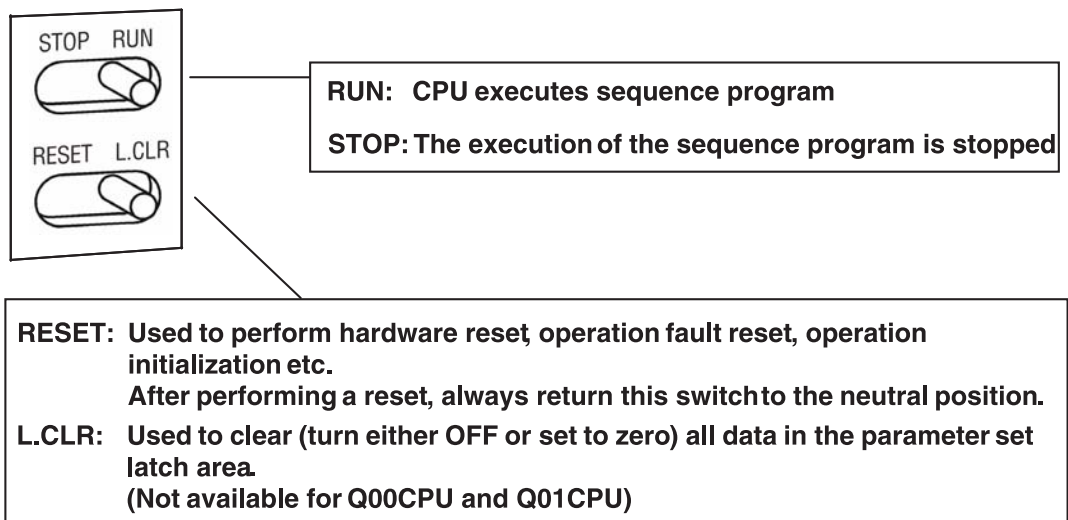 STOP RUN
RUN: CPU executes sequence program
STOP: The execution of the sequence program is stopped
RESET L.CLR
RESET: Used to perform hardware reset, operation fault reset, operation
initialization etc.
After performing a reset, always return this switch to the neutral position.
L.CLR: Used to clear (turn either OFF or set to zero) all data in the parameter set
latch area.
(Not available for Q00CPU and Q01CPU)